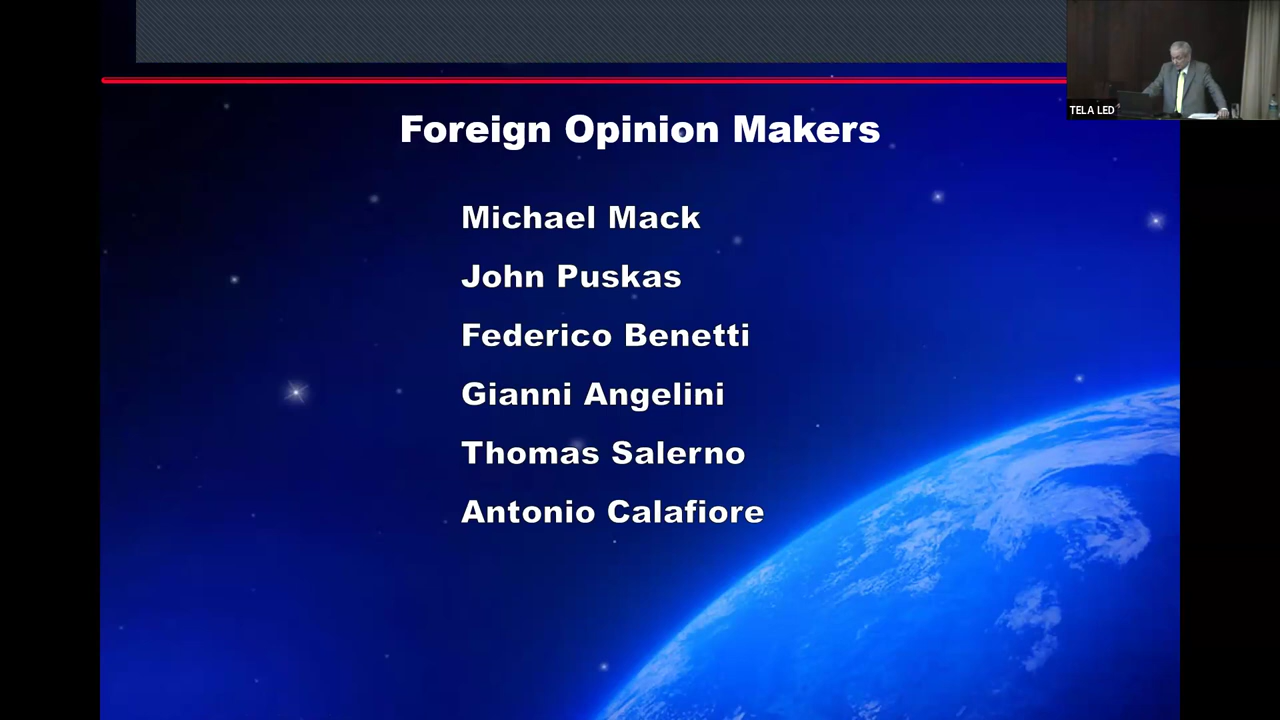 TELA LED
Foreign Opinion Makers
Michael Mack
John Puskas
Federico Benetti
Gianni Angelini
Thomas Salerno
Antonio Calafiore